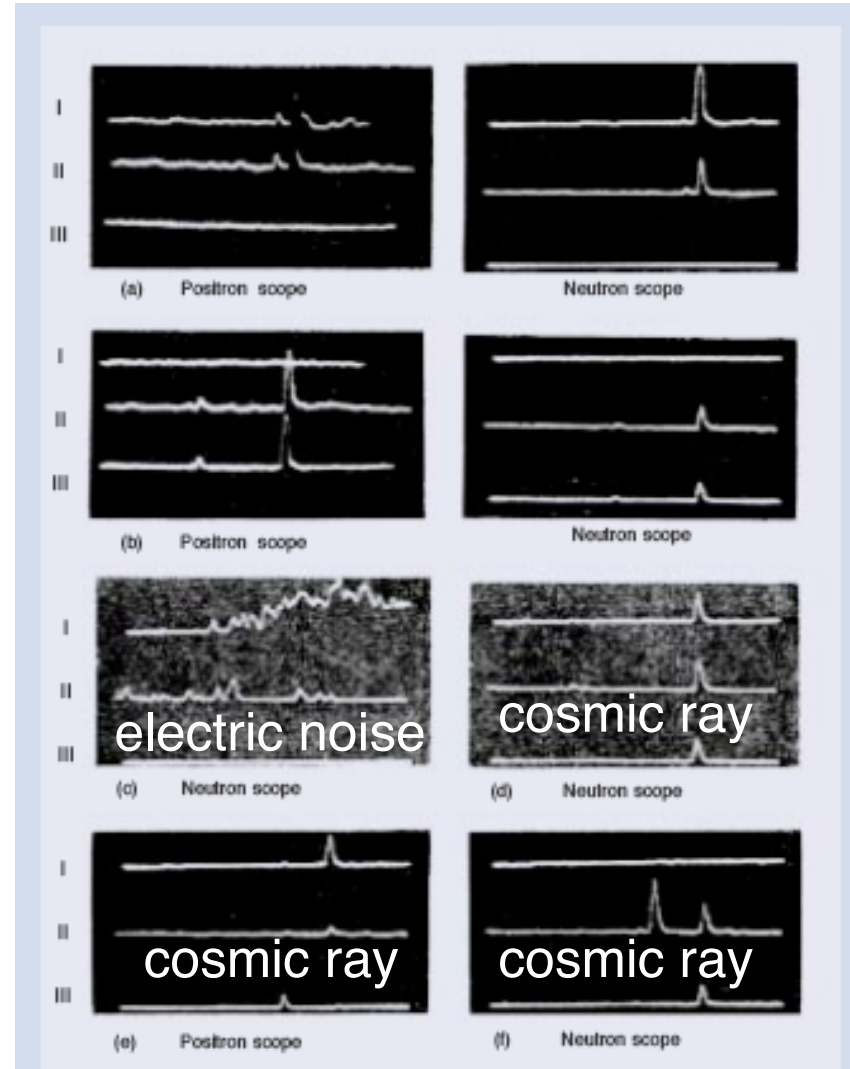 I
II
III
(a) Positron scope
Neutron scope
I
II
III
(b) Positron scope
Neutron scope
I
II
III
electric noise
cosmic ray
(c) Neutron scope
(d) Neutron scope
I
II
III
cosmic ray
cosmic ray
(e) Positron scope
(f) Neutron scope